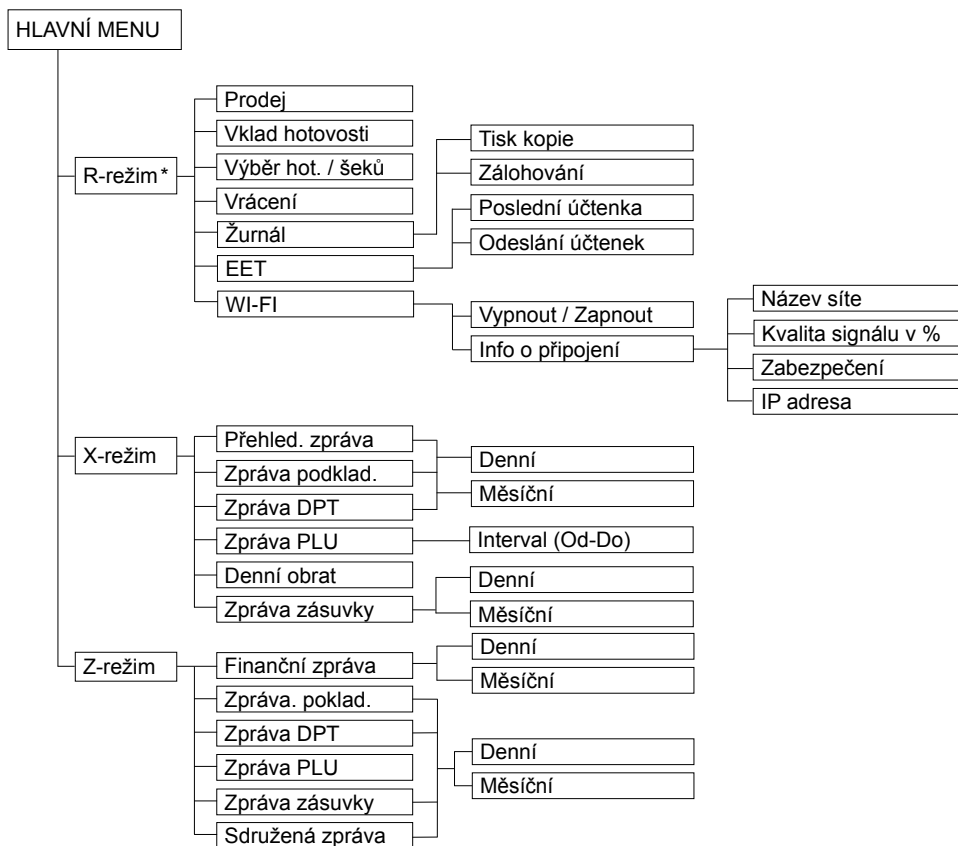 HLAVNÍ MENU
R-režim *
Prodej
Vklad hotovosti
Výběr hot. / šeků
Vrácení
Žurnál
EET
WI-FI
Tisk kopie
Zálohování
Poslední účtenka
Odeslání účtenek
Vypnout / Zapnout
Info o připojení
Název síte
Kvalita signálu v %
Zabezpečení
IP adresa
X-režim
Přehled. zpráva
Zpráva podklad.
Zpráva DPT
Zpráva PLU
Denní obrat
Zpráva zásuvky
Denní
Měsíční
Interval (Od-Do)
Denní
Měsíční
Z-režim
Finanční zpráva
Zpráva. poklad.
Zpráva DPT
Zpráva PLU
Zpráva zásuvky
Sdružená zpráva
Denní
Měsíční
Denní
Měsíční